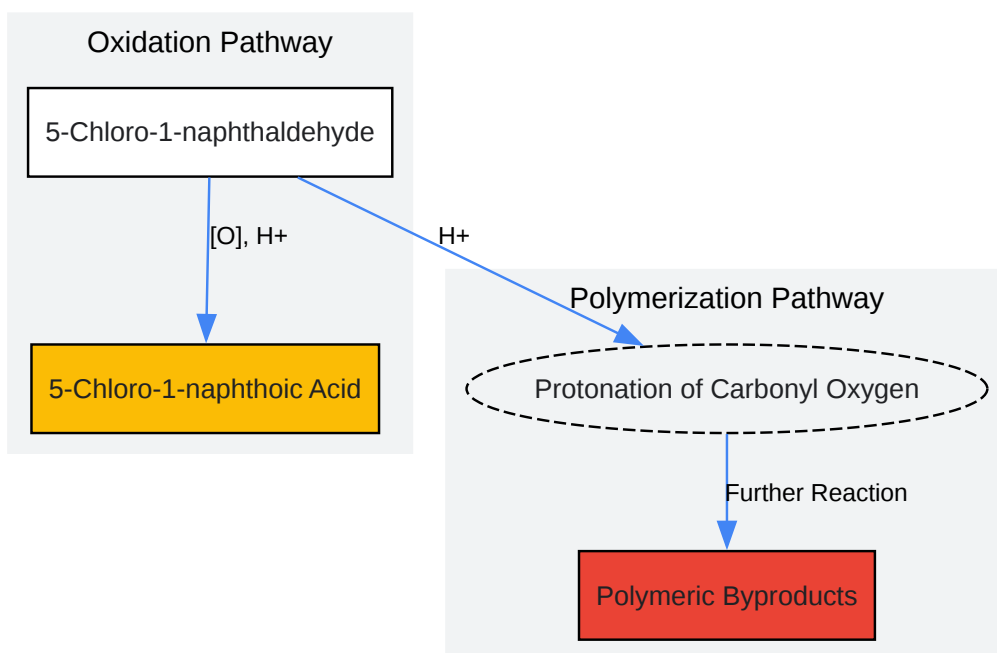 Oxidation Pathway
5-Chloro-1-naphthaldehyde
[O], H+
H+
5-Chloro-1-naphthoic Acid
Polymerization Pathway
Protonation of Carbonyl Oxygen
Further Reaction
Polymeric Byproducts